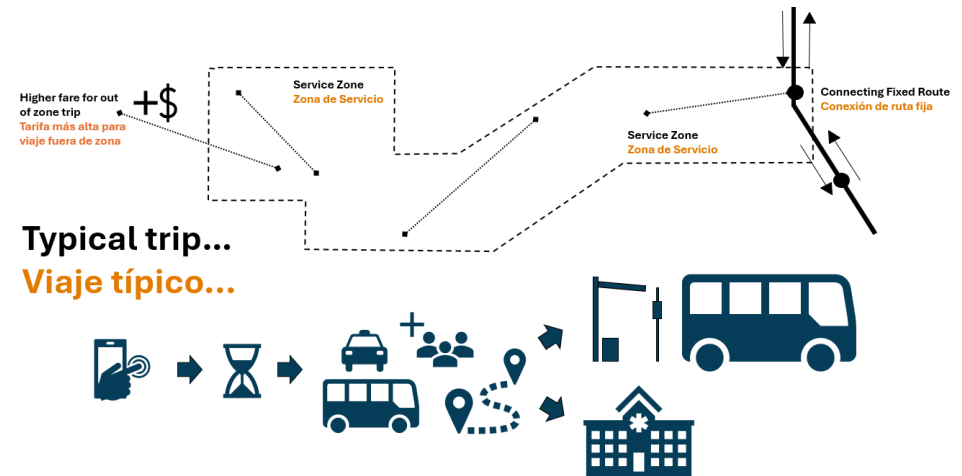 Higher fare for out
of zone trip
Tarifa más alta para
viaje fuera de zona
+$
Service Zone
Zona de Servicio
Service Zone
Zona de Servicio
Connecting Fixed Route
Conexión de ruta fija
Typical trip...
Viaje típico...